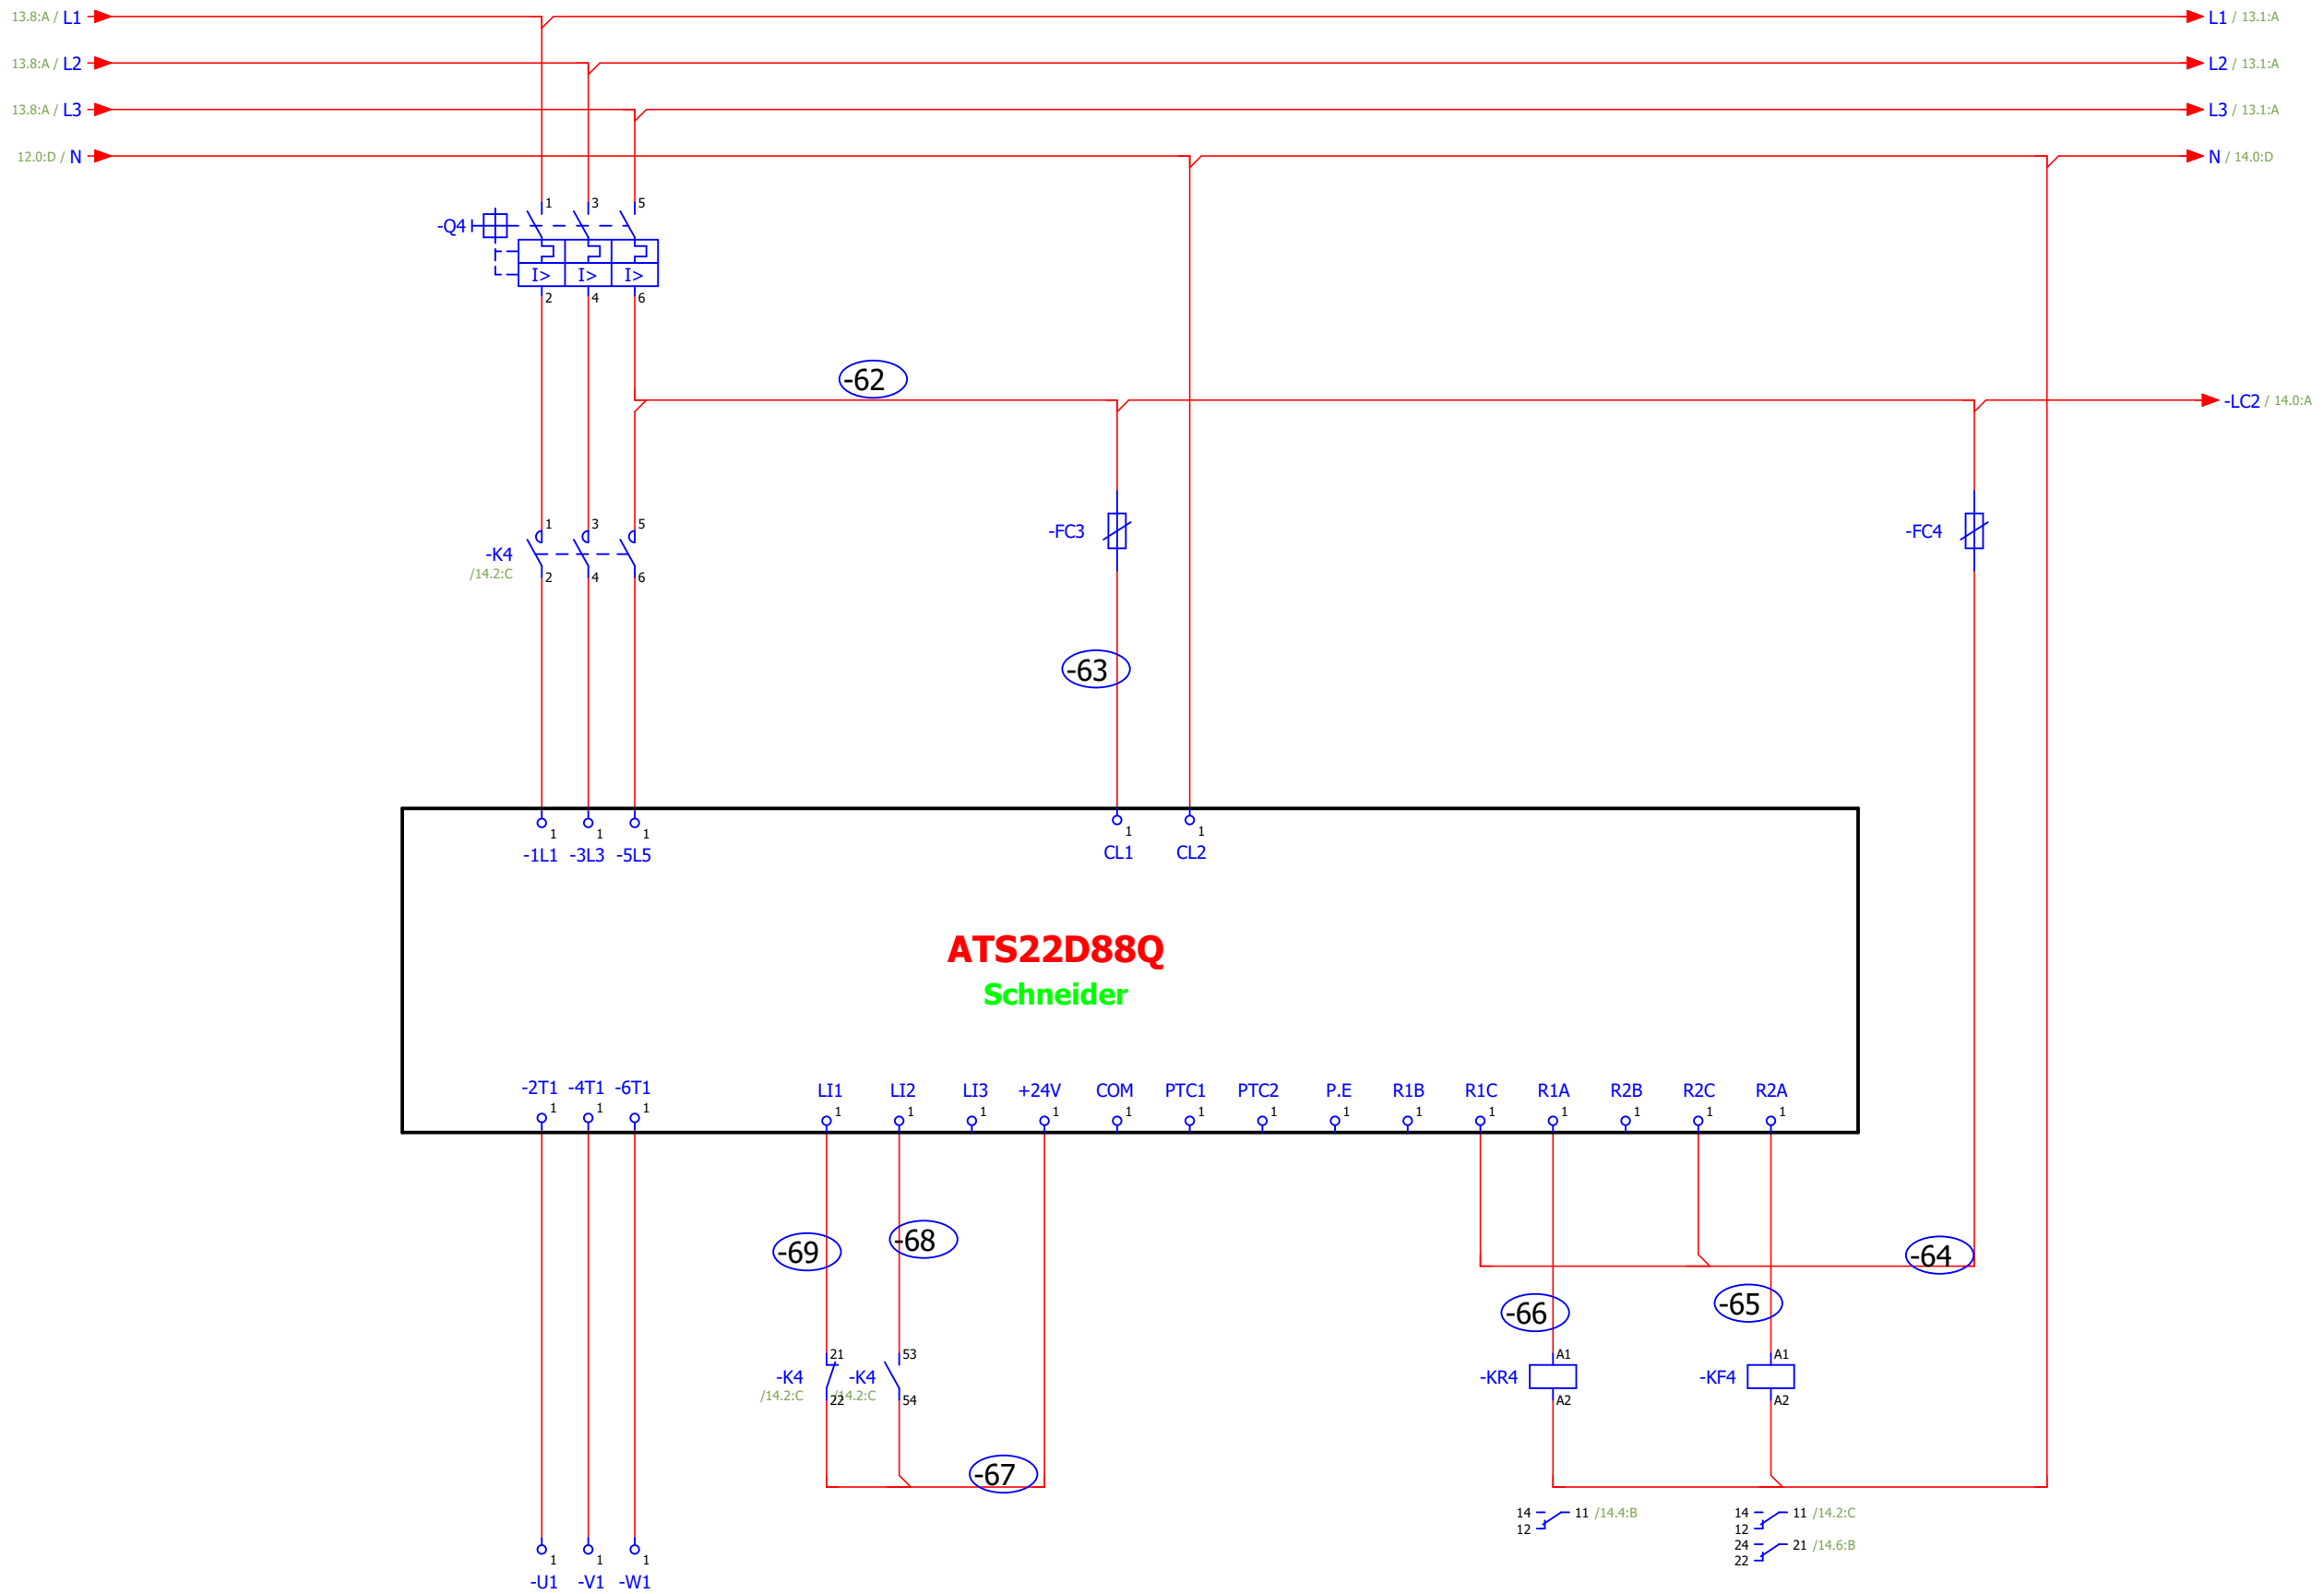 13.8:A / L1
L1 / 13.1:A
13.8:A / L2
L2 / 13.1:A
13.8:A / L3
L3 / 13.1:A
12.0:D / N
N / 14.0:D
1 3 5
-Q4
I> I> I>
2 4 6
-62
-LC2 / 14.0:A
1 3 5
-K4
/14.2:C
2 4 6
-FC3
-FC4
-63
1 1 1 1 1
-1L1 -3L3 -5L5 CL1 CL2
ATS22D88Q
Schneider
-2T1 -4T1 -6T1 LI1 LI2 LI3 +24V COM PTC1 PTC2 P.E R1B R1C R1A R2B R2C R2A
1 1 1 1 1 1 1 1 1 1 1 1 1 1 1 1 1
-69
-68
-64
-66
-65
21 53 A1 A1
-K4 -K4 -KR4 -KF4
/14.2:C /14.2:C
22 54 A2 A2
-67
14 11 /14.4:B
12
14 11 /14.2:C
12
24 21 /14.6:B
22
1 1 1
-U1 -V1 -W1